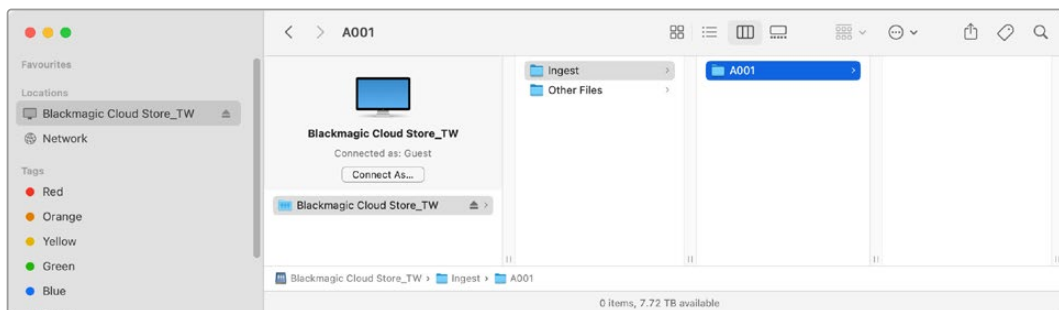 A001
Favourites
Locations
Blackmagic Cloud Store_TW
Network
Tags
Red
Orange
Yellow
Green
Blue
Blackmagic Cloud Store_TW
Connected as: Guest
Connect As...
Blackmagic Cloud Store_TW
Ingest
Other Files
A001
Blackmagic Cloud Store_TW › Ingest › A001
0 items, 7.72 TB available